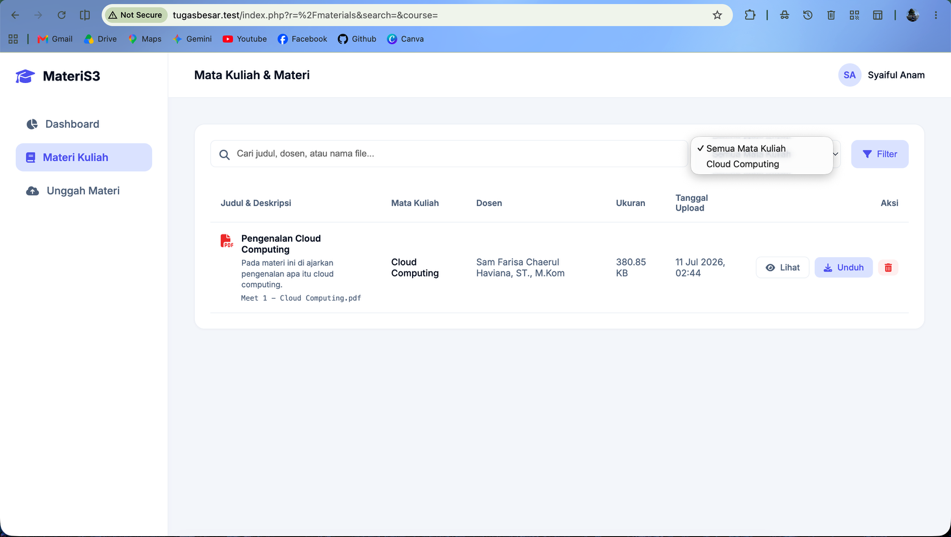 Not Secure
tugasbesar.test/index.php?r=%2Fmaterials&search=&course=
Gmail
Drive
Maps
Gemini
Youtube
Facebook
Github
Canva
MateriS3
Mata Kuliah & Materi
SA
Syaiful Anam
Dashboard
Materi Kuliah
Unggah Materi
Cari judul, dosen, atau nama file...
✓ Semua Mata Kuliah
Cloud Computing
Filter
Judul & Deskripsi
Mata Kuliah
Dosen
Ukuran
Tanggal
Upload
Aksi
PDF
Pengenalan Cloud
Computing
Pada materi ini di ajarkan
pengenalan apa itu cloud
computing.
Meet 1 - Cloud Computing.pdf
Cloud
Computing
Sam Farisa Chaerul
Haviana, ST., M.Kom
380.85
KB
11 Jul 2026,
02:44
Lihat
Unduh